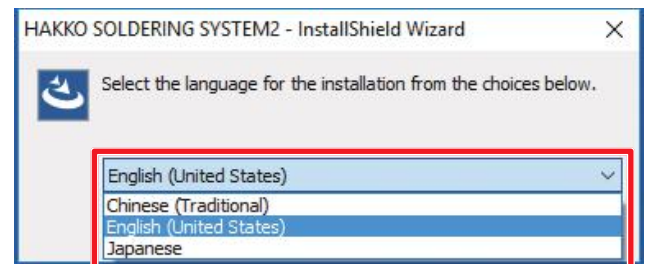 HAKKO SOLDERING SYSTEM2 - InstallShield Wizard
Select the language for the installation from the choices below.
English (United States)
Chinese (Traditional)
English (United States)
Japanese